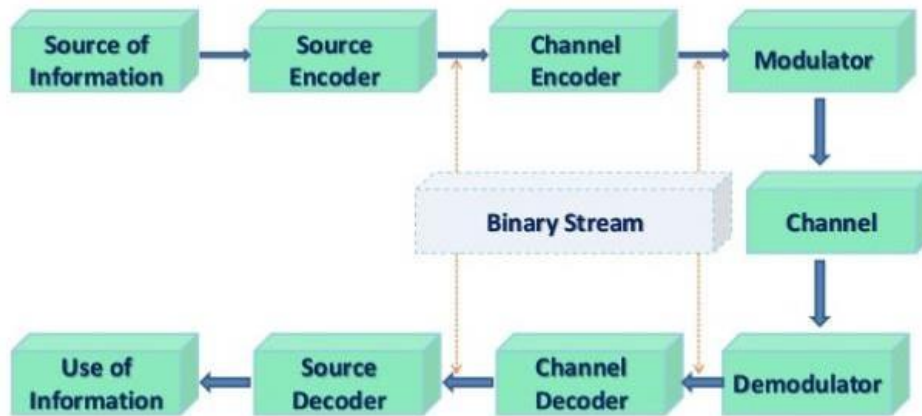 Source of
Information
Source
Encoder
Channel
Encoder
Modulator
Binary Stream
Channel
Use of
Information
Source
Decoder
Channel
Decoder
Demodulator